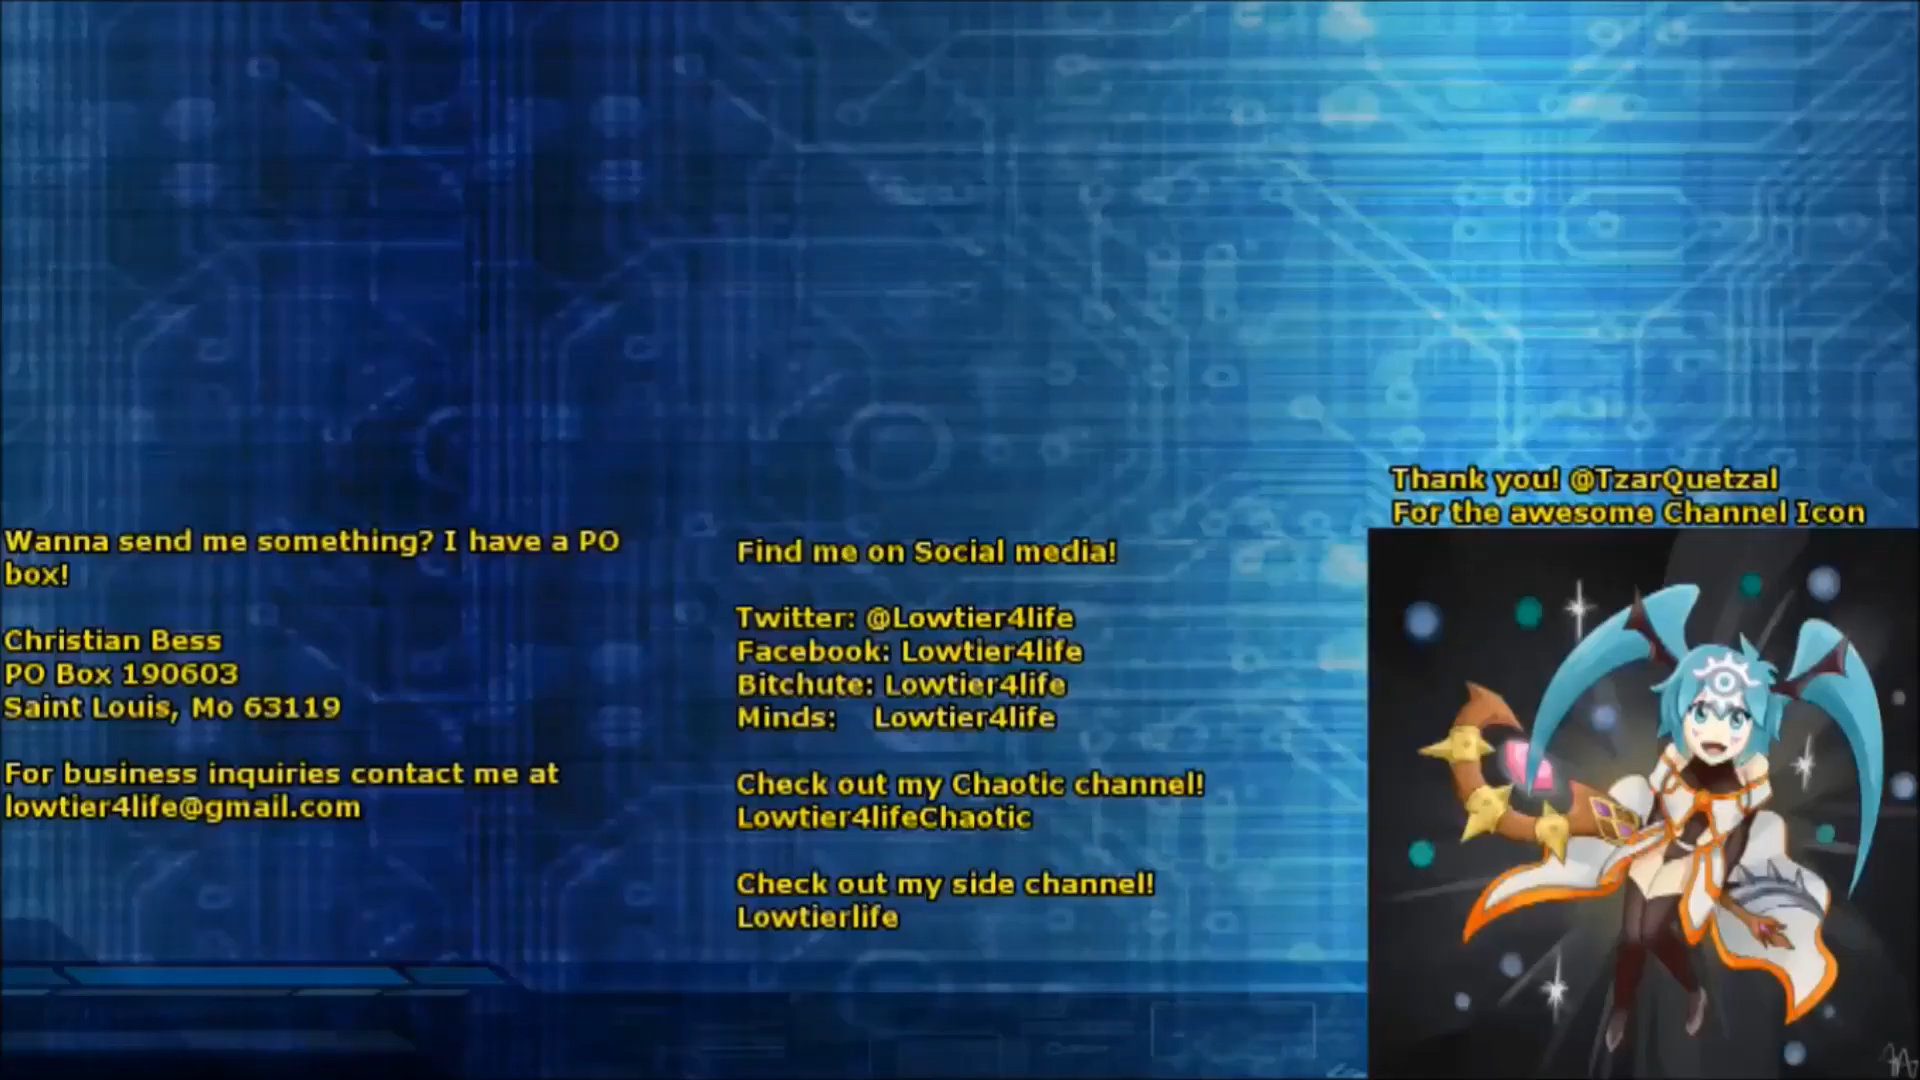 Wanna send me something? I have a PO
box!
Christian Bess
PO Box 190603
Saint Louis, Mo 63119
For business inquiries contact me at
lowtier4life@gmail.com
Find me on Social media!
Twitter: @Lowtier4life
Facebook: Lowtier4life
Bitchute: Lowtier4life
Minds: Lowtier4life
Check out my Chaotic channel!
Lowtier4lifeChaotic
Check out my side channel!
Lowtierlife
Thank you! @TzarQuetzal
For the awesome Channel Icon